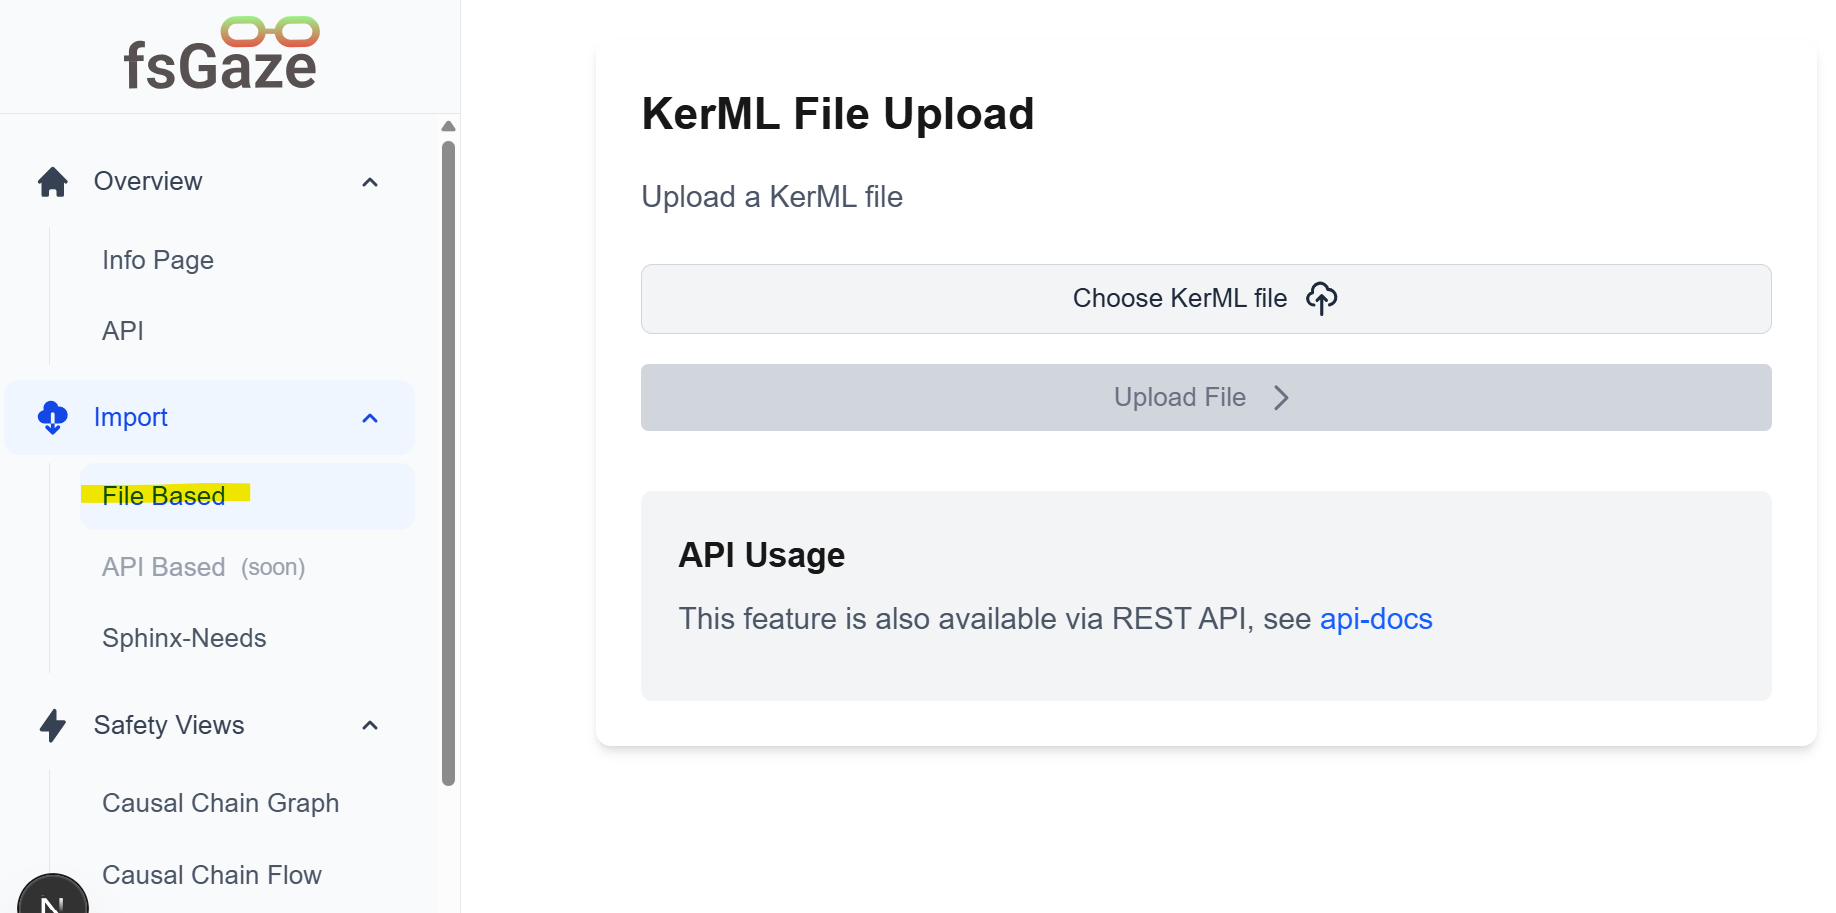 fsGaze
Overview
Info Page
API
Import
File Based
API Based (soon)
Sphinx-Needs
Safety Views
Causal Chain Graph
Causal Chain Flow
N
KerML File Upload
Upload a KerML file
Choose KerML file
Upload File
API Usage
This feature is also available via REST API, see api-docs